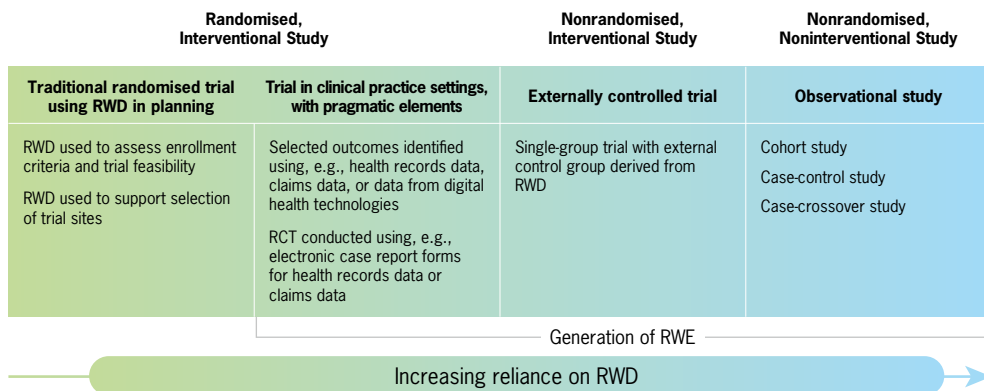 Randomised,
Interventional Study
Nonrandomised,
Interventional Study
Nonrandomised,
Noninterventional Study
Traditional randomised trial
using RWD in planning
Trial in clinical practice settings,
with pragmatic elements
Externally controlled trial
Observational study
RWD used to assess enrollment
criteria and trial feasibility
RWD used to support selection
of trial sites
Selected outcomes identified
using, e.g., health records data,
claims data, or data from digital
health technologies
RCT conducted using, e.g.,
electronic case report forms
for health records data or
claims data
Single-group trial with external
control group derived from
RWD
Cohort study
Case-control study
Case-crossover study
Generation of RWE
Increasing reliance on RWD